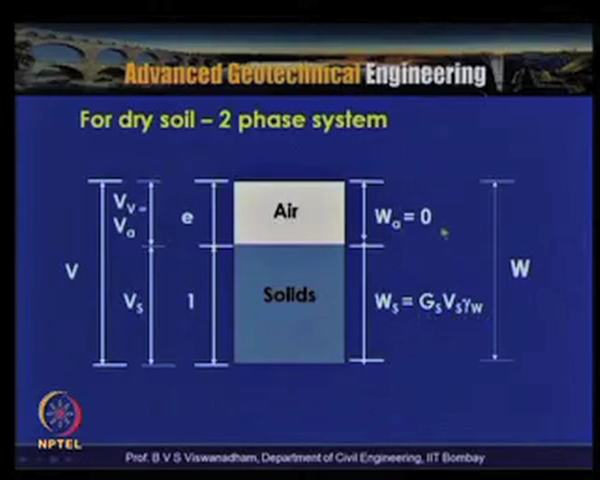 Advanced Geotechnical Engineering
For dry soil – 2 phase system
V
Vv =
Va
e
Air
Wa = 0
Vs
1
Solids
Ws = GsVsγw
W
NPTEL
Prof. B V S Viswanadham, Department of Civil Engineering, IIT Bombay